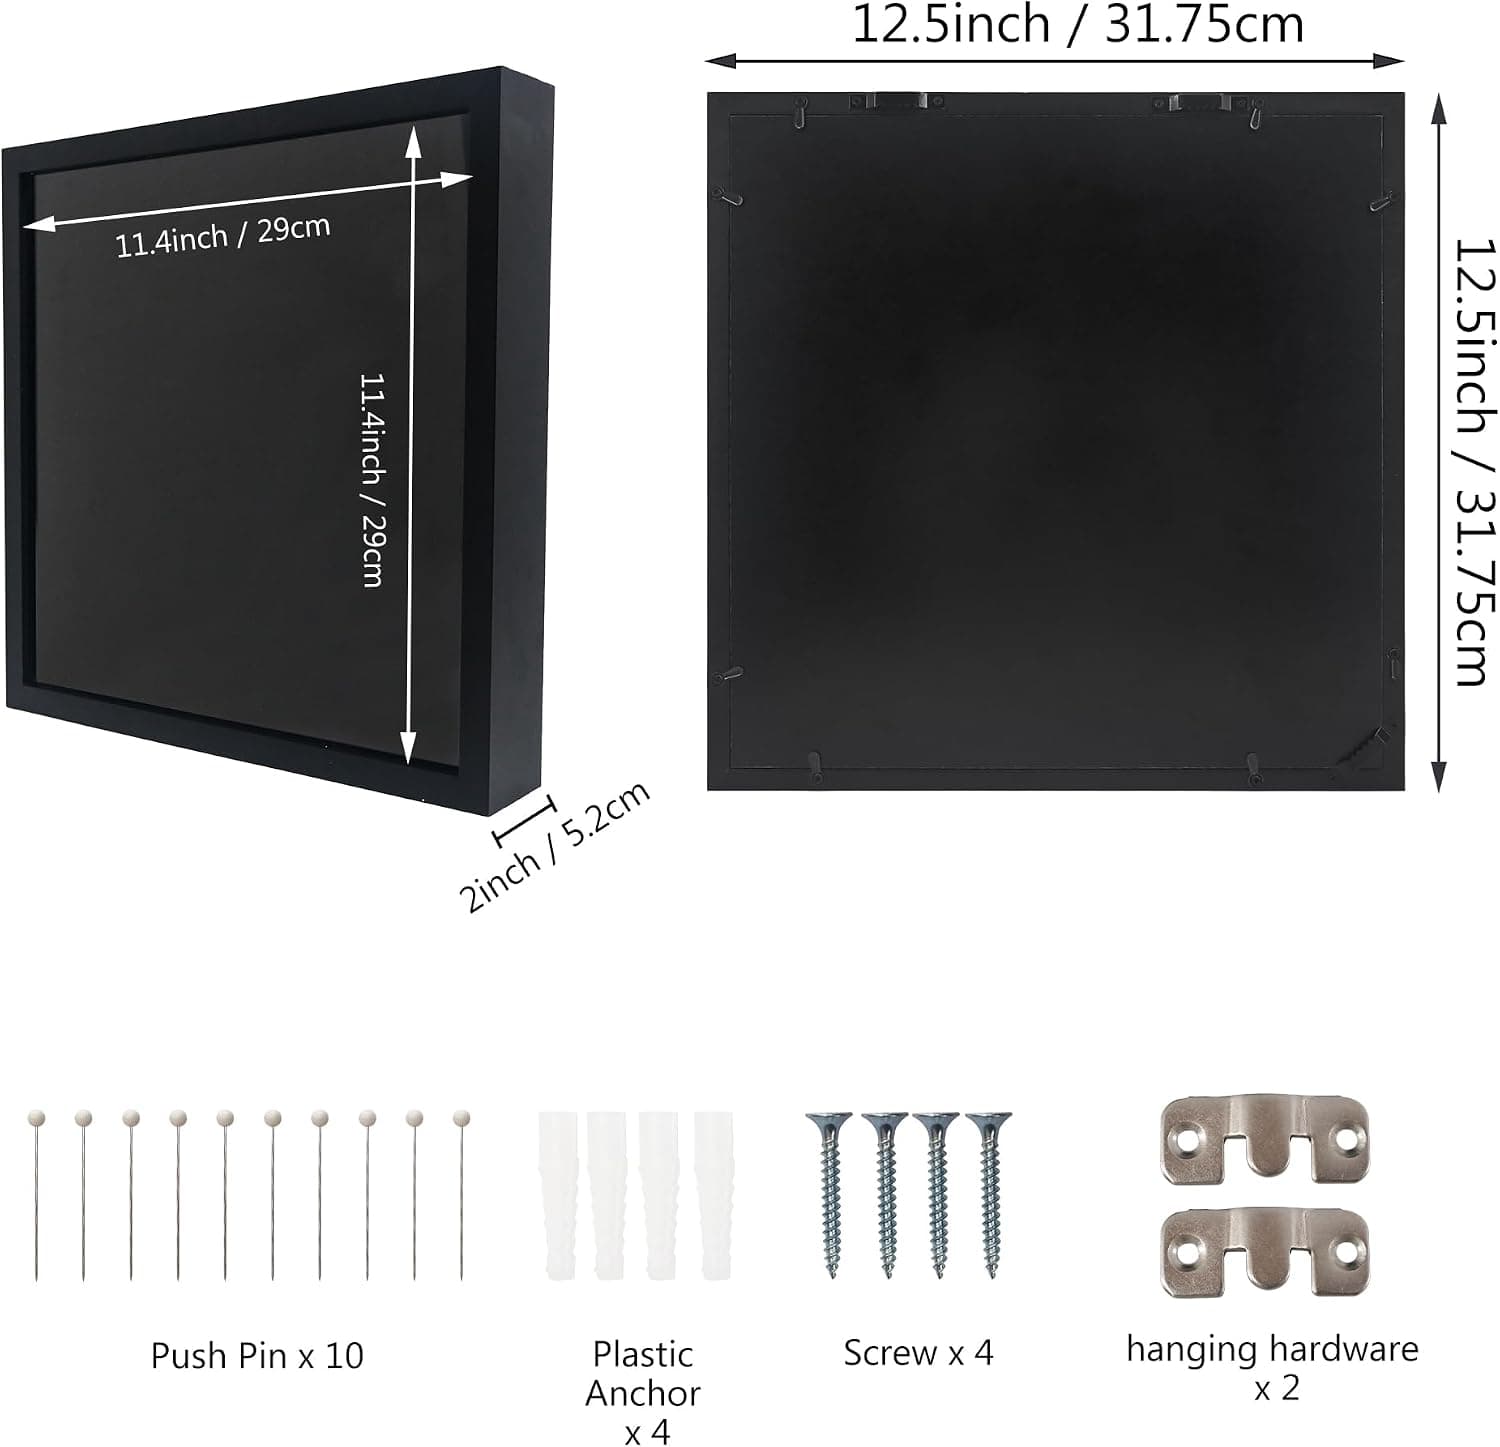 12.5inch / 31.75cm
11.4inch / 29cm
11.4inch / 29cm
12.5inch / 31.75cm
2inch / 5.2cm
Push Pin x 10
Plastic
Anchor
x 4
Screw x 4
hanging hardware
x 2